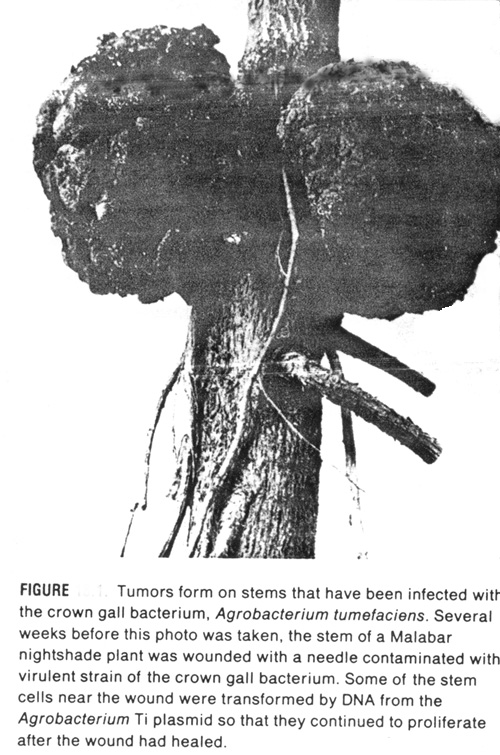 FIGURE Tumors form on stems that have been infected with
the crown gall bacterium, Agrobacterium tumefaciens. Several
weeks before this photo was taken, the stem of a Malabar
nightshade plant was wounded with a needle contaminated with
virulent strain of the crown gall bacterium. Some of the stem
cells near the wound were transformed by DNA from the
Agrobacterium Ti plasmid so that they continued to proliferate
after the wound had healed.